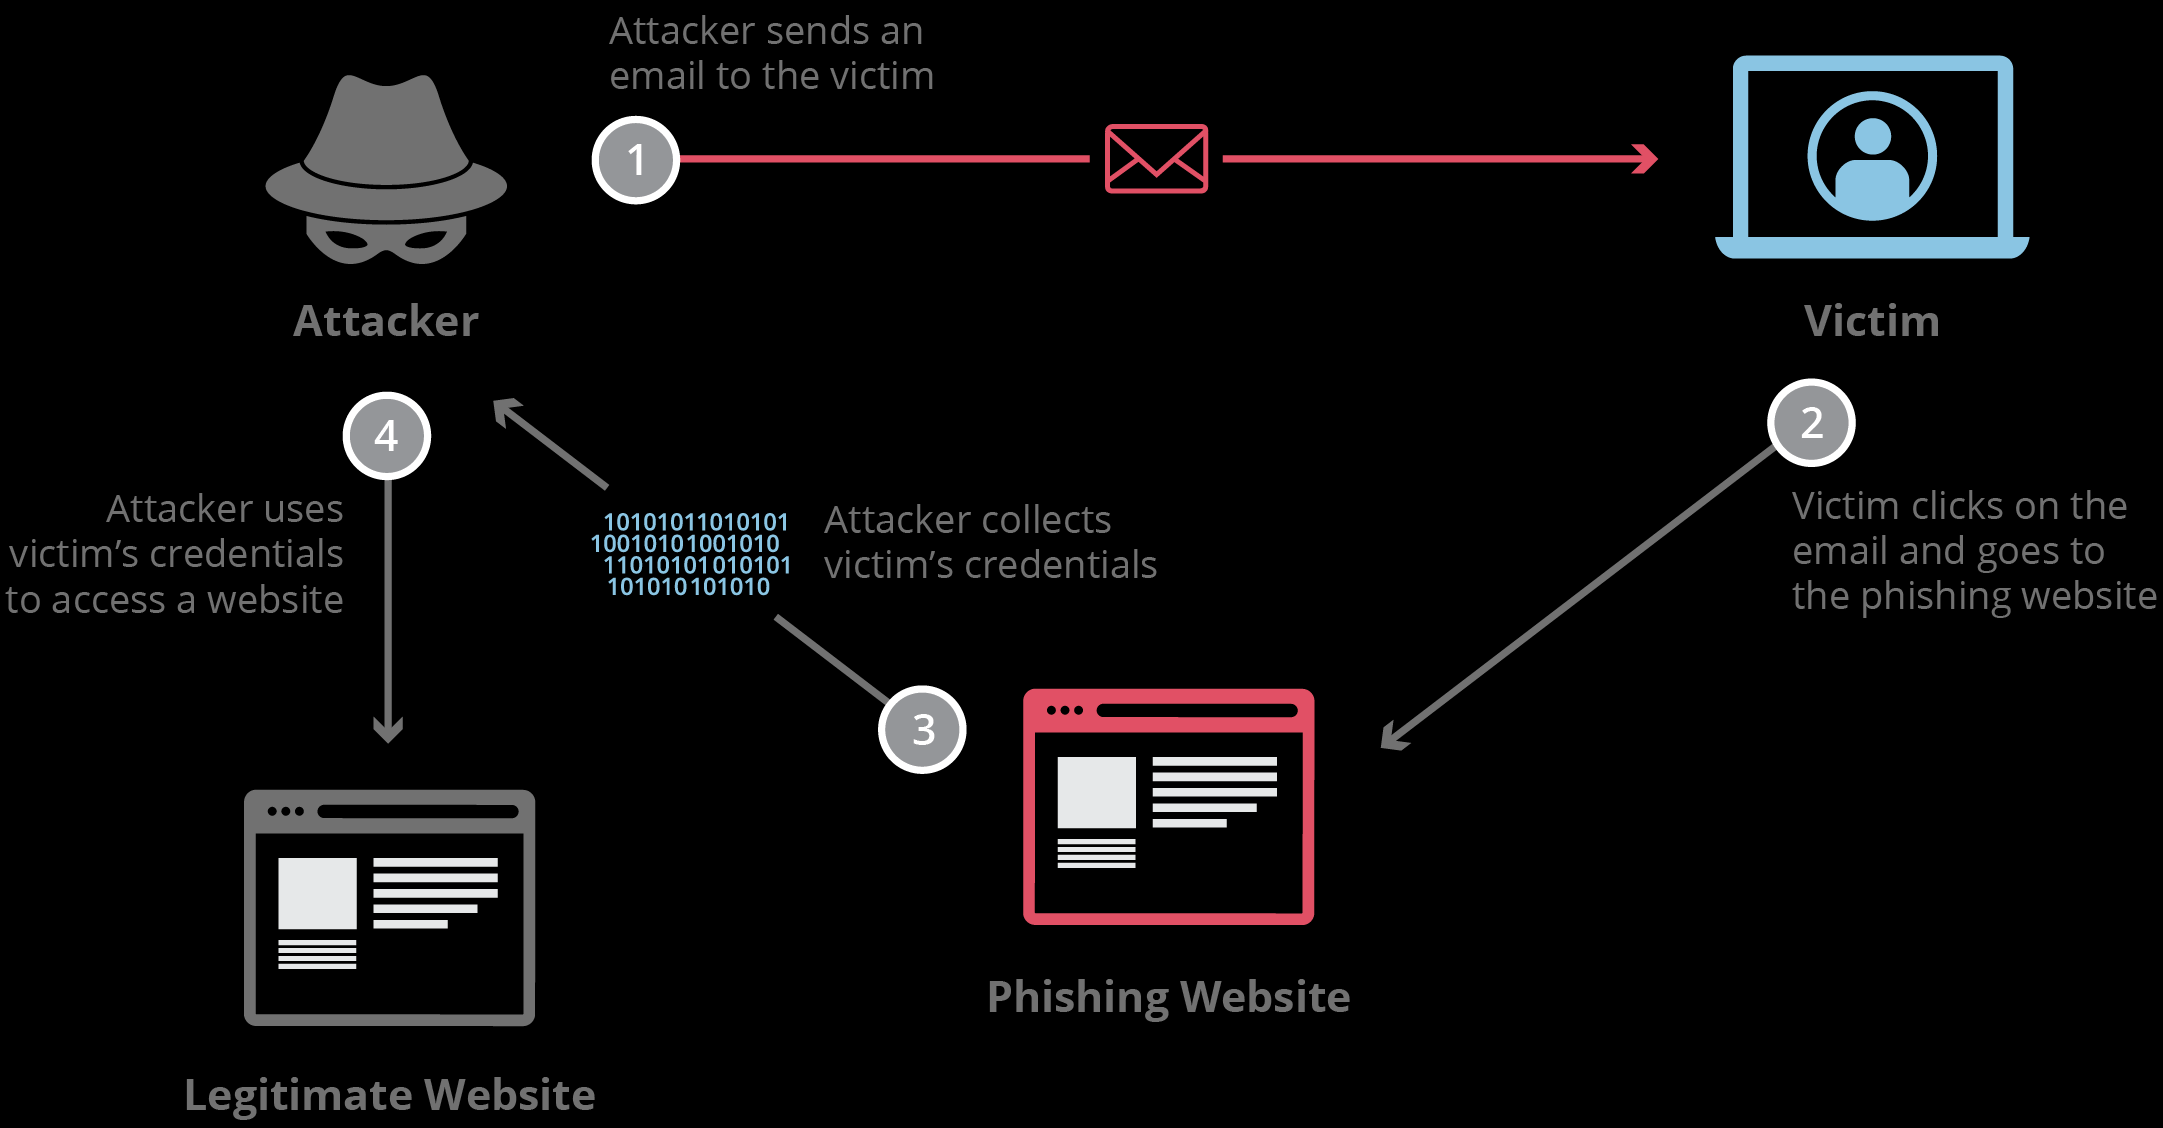 Attacker sends an
email to the victim
1
Attacker
Victim
2
Victim clicks on the
email and goes to
the phishing website
4
Attacker uses
victim’s credentials
to access a website
10101011010101
10010101001010
11010101010101
101010101010
Attacker collects
victim’s credentials
3
Phishing Website
Legitimate Website